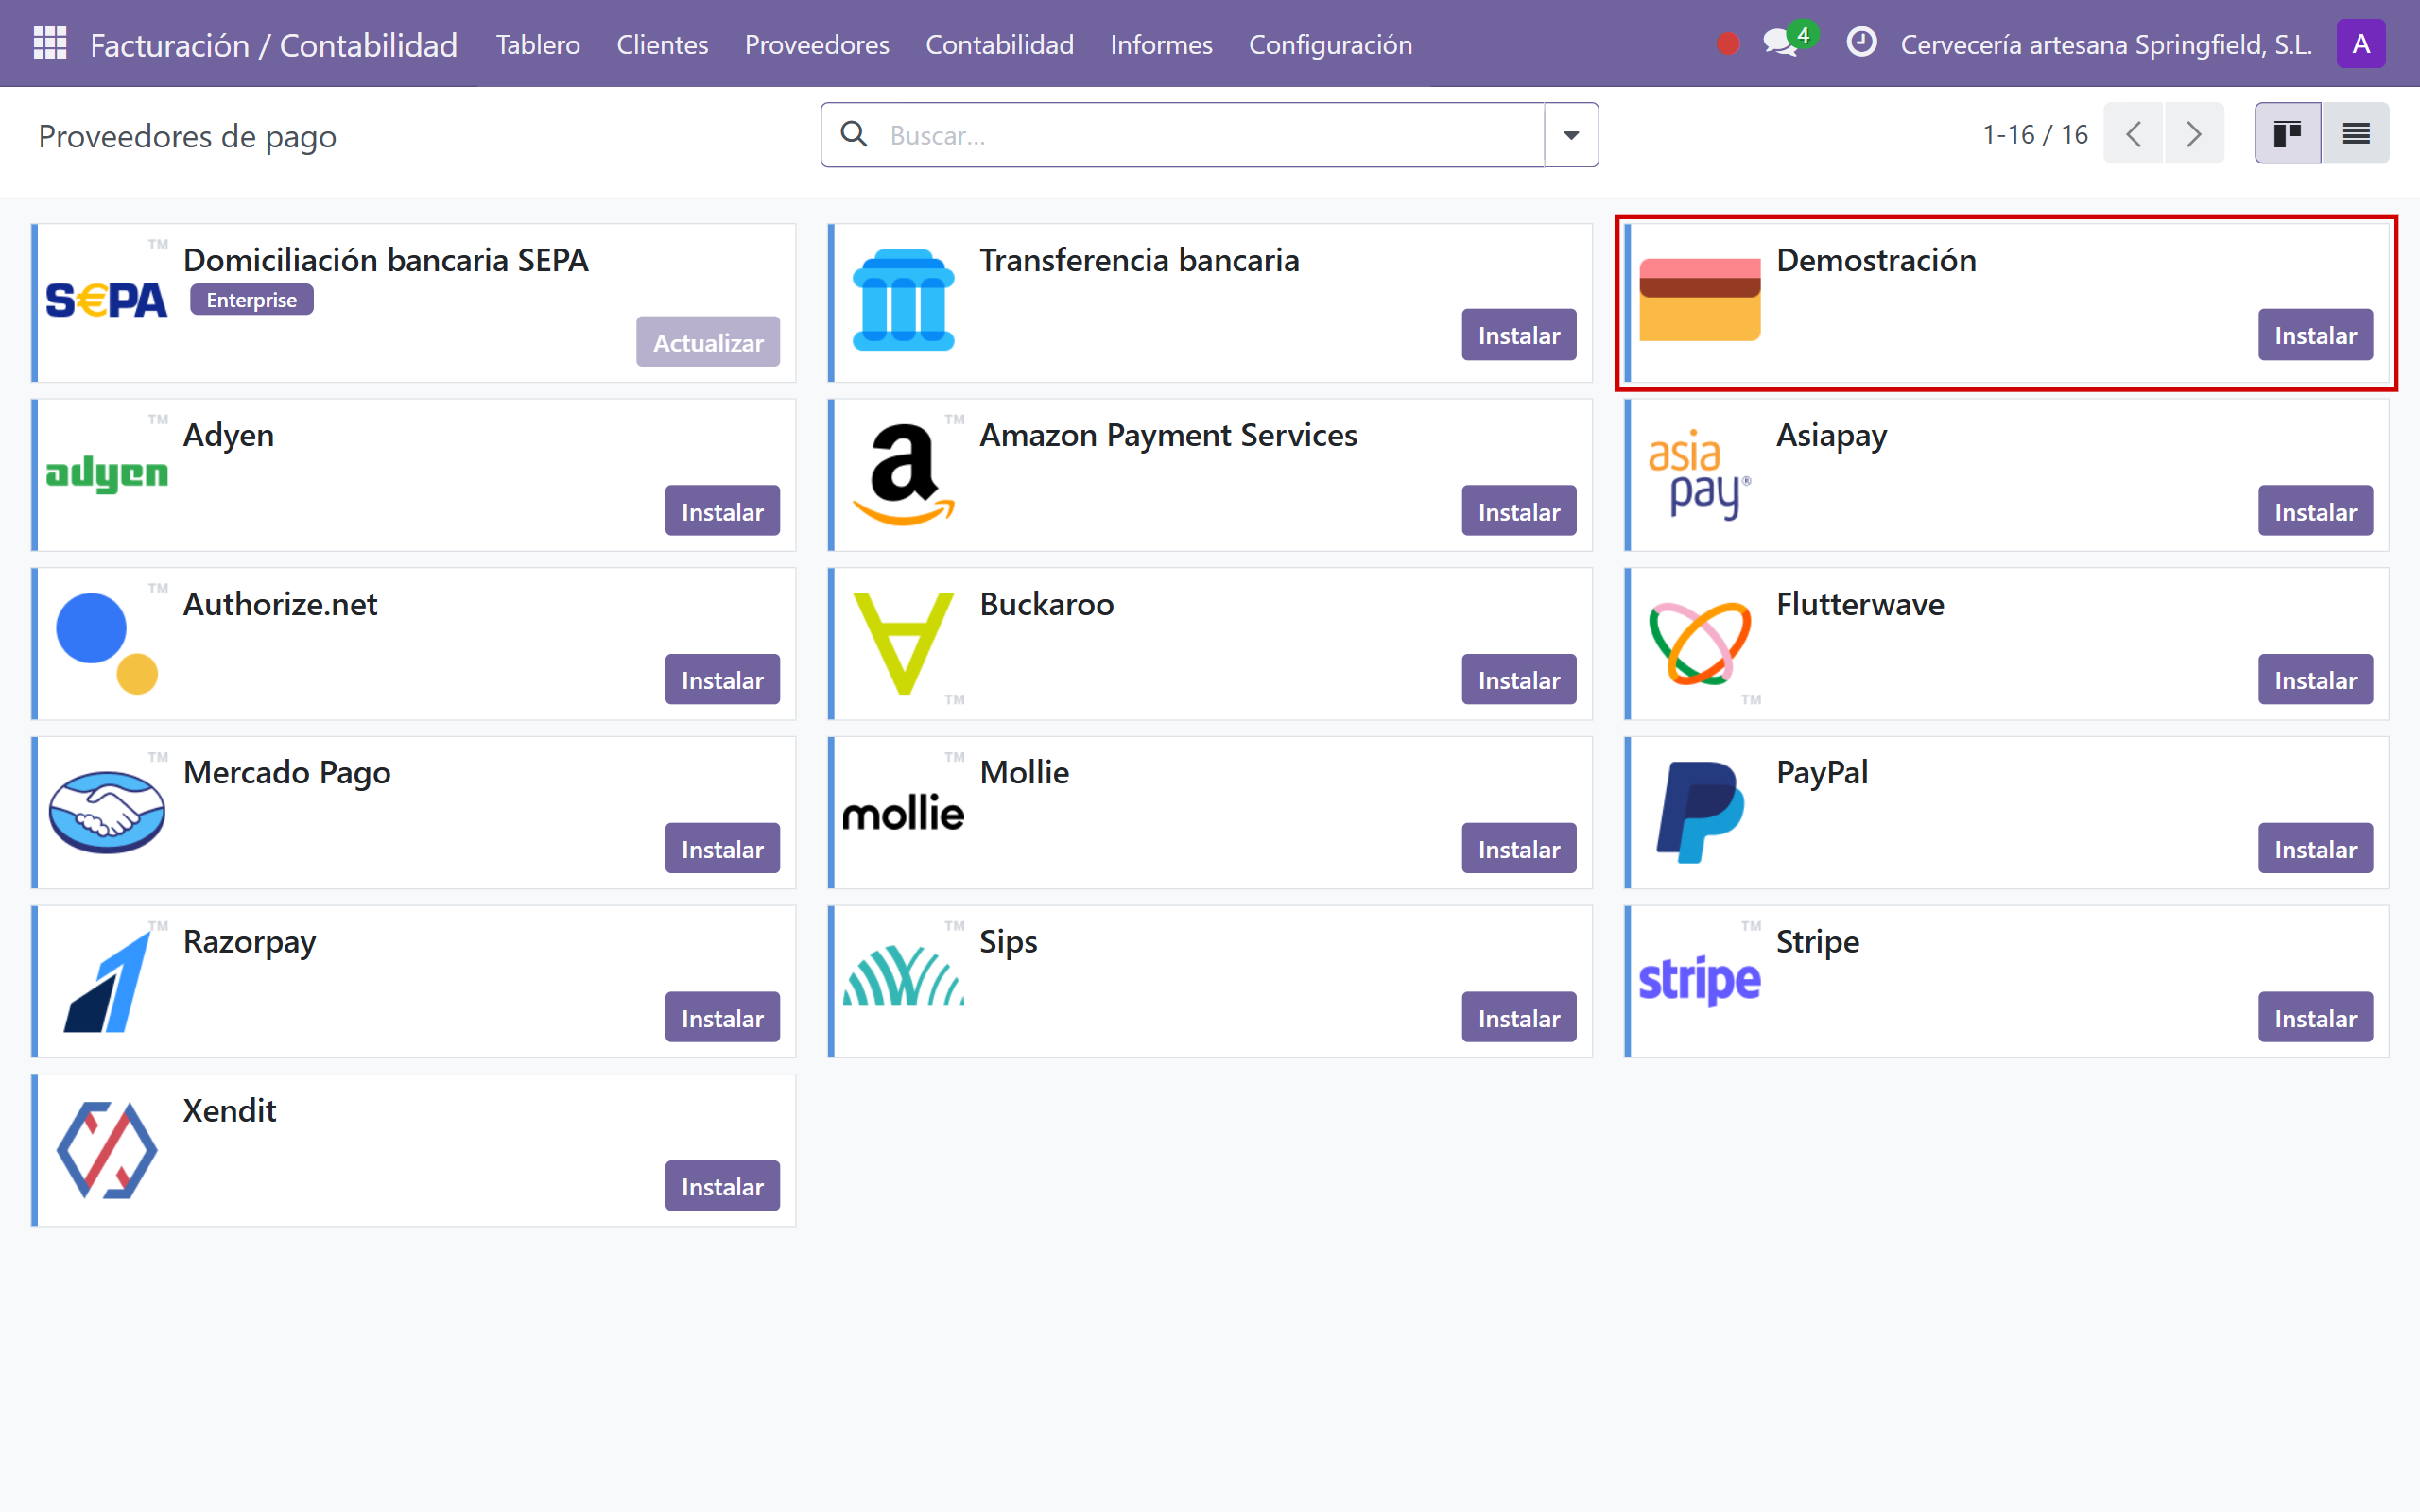 Facturación / Contabilidad Tablero Clientes Proveedores Contabilidad Informes Configuración 4 Cervecería artesana Springfield, S.L. A
Proveedores de pago Buscar... 1-16 / 16
TM Domiciliación bancaria SEPA
S€PA Enterprise
Actualizar
Transferencia bancaria
Instalar
Demostración
Instalar
TM Adyen
adyen
Instalar
TM Amazon Payment Services
a
Instalar
Asiapay
asia
pay®
Instalar
TM Authorize.net
Instalar
Buckaroo
Instalar
TM
Flutterwave
Instalar
TM
TM Mercado Pago
Instalar
TM Mollie
mollie
Instalar
PayPal
Instalar
TM Razorpay
Instalar
TM Sips
Instalar
TM Stripe
stripe
Instalar
Xendit
Instalar